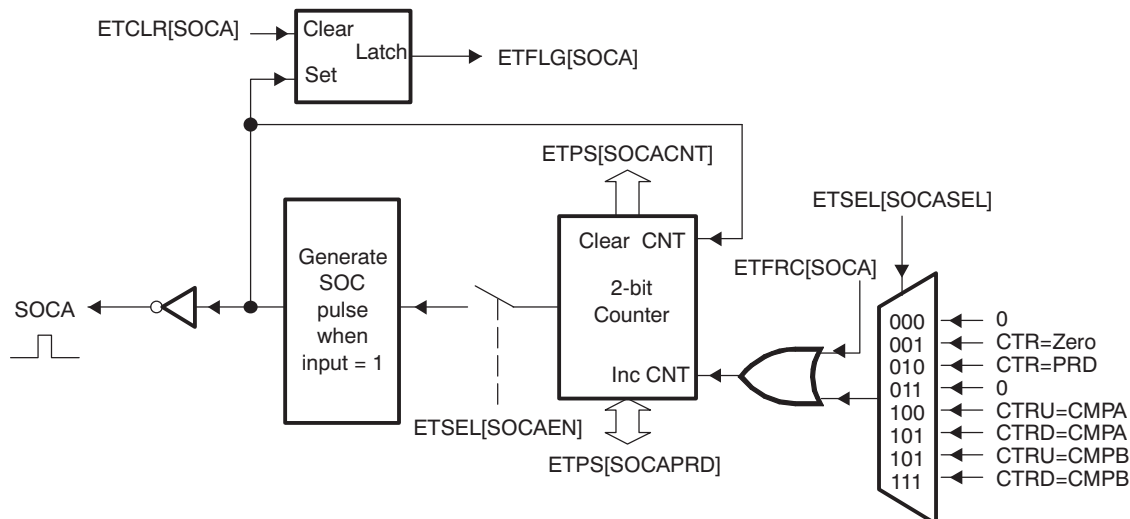 ETCLR[SOCA]
Clear
Latch
Set
ETFLG[SOCA]
ETPS[SOCACNT]
ETSEL[SOCASEL]
Generate
SOC
pulse
when
input = 1
Clear CNT
2-bit
Counter
Inc CNT
ETFRC[SOCA]
SOCA
ETSEL[SOCAEN]
ETPS[SOCAPRD]
000 0
001 CTR=Zero
010 CTR=PRD
011 0
100 CTRU=CMPA
101 CTRD=CMPA
101 CTRU=CMPB
111 CTRD=CMPB